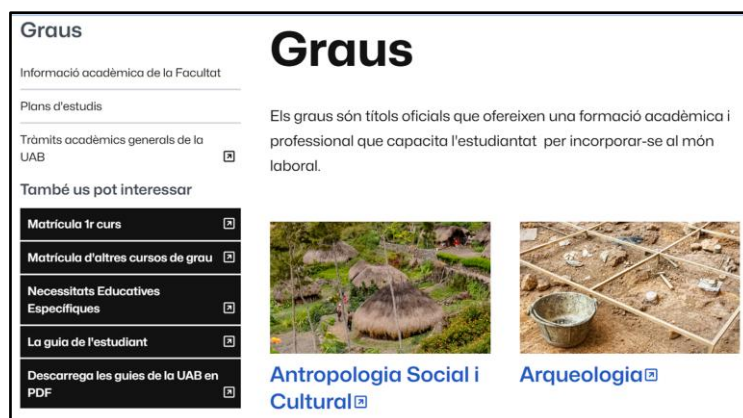 Graus
Informació acadèmica de la Facultat
Plans d'estudis
Tràmits acadèmics generals de la
UAB
També us pot interessar
Matrícula 1r curs
Matrícula d'altres cursos de grau
Necessitats Educatives
Específiques
La guia de l'estudiant
Descarrega les guies de la UAB en
PDF
Graus
Els graus són títols oficials que ofereixen una formació acadèmica i
professional que capacita l'estudiantat per incorporar-se al món
laboral.
Antropologia Social i
Cultural
Arqueologia